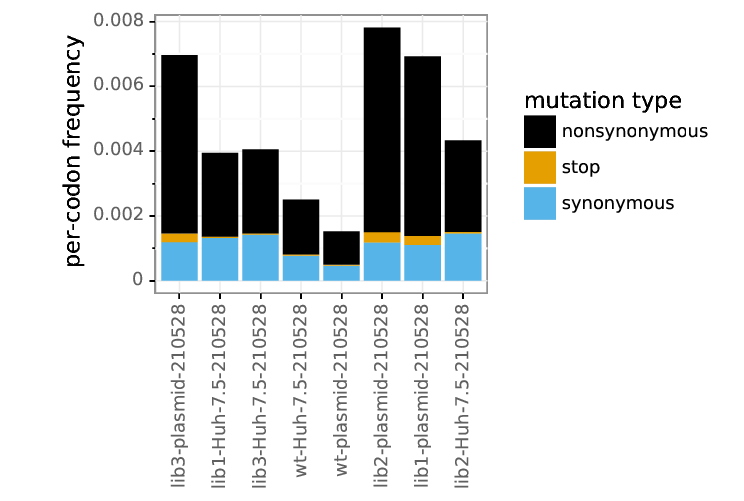 per-codon frequency
0.008
0.006
0.004
0.002
0
lib3-plasmid-210528
lib1-Huh-7.5-210528
lib3-Huh-7.5-210528
wt-Huh-7.5-210528
wt-plasmid-210528
lib2-plasmid-210528
lib1-plasmid-210528
lib2-Huh-7.5-210528
mutation type
nonsynonymous
stop
synonymous